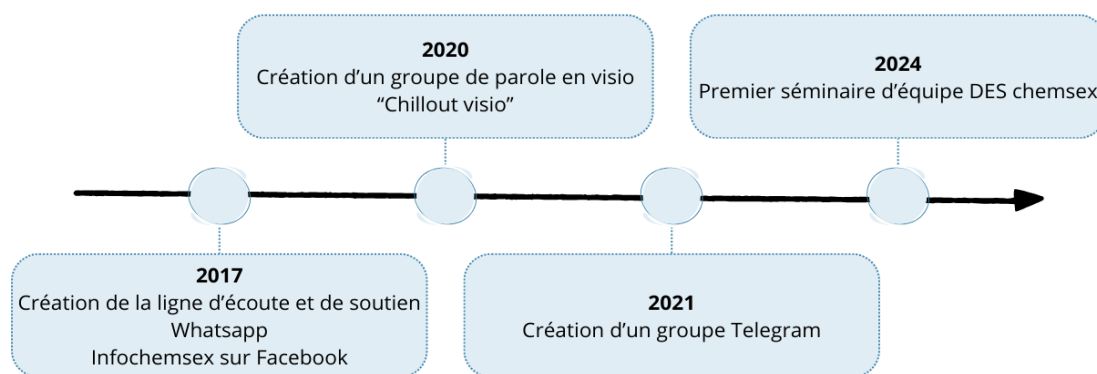 2020
Création d’un groupe de parole en visio
“Chillout visio”
2024
Premier séminaire d’équipe DES chemsex
2017
Création de la ligne d’écoute et de soutien
Whatsapp
Infochemsex sur Facebook
2021
Création d’un groupe Telegram